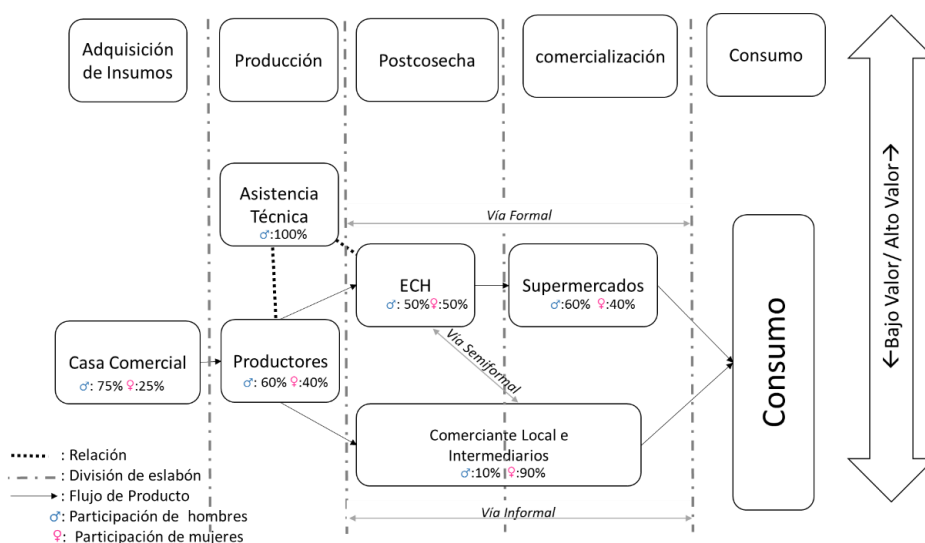 Adquisición
de Insumos
Producción
Postcosecha
comercialización
Consumo
←Bajo Valor/ Alto Valor→
Asistencia
Técnica
♂:100%
Vía Formal
ECH
♂: 50%♀:50%
Supermercados
♂:60% ♀:40%
Casa Comercial
♂: 75% ♀:25%
Productores
♂: 60% ♀:40%
Vía Semiformal
Comerciante Local e
Intermediarios
♂:10% ♀:90%
Consumo
Vía Informal
: Relación
: División de eslabón
: Flujo de Producto
♂: Participación de hombres
♀: Participación de mujeres